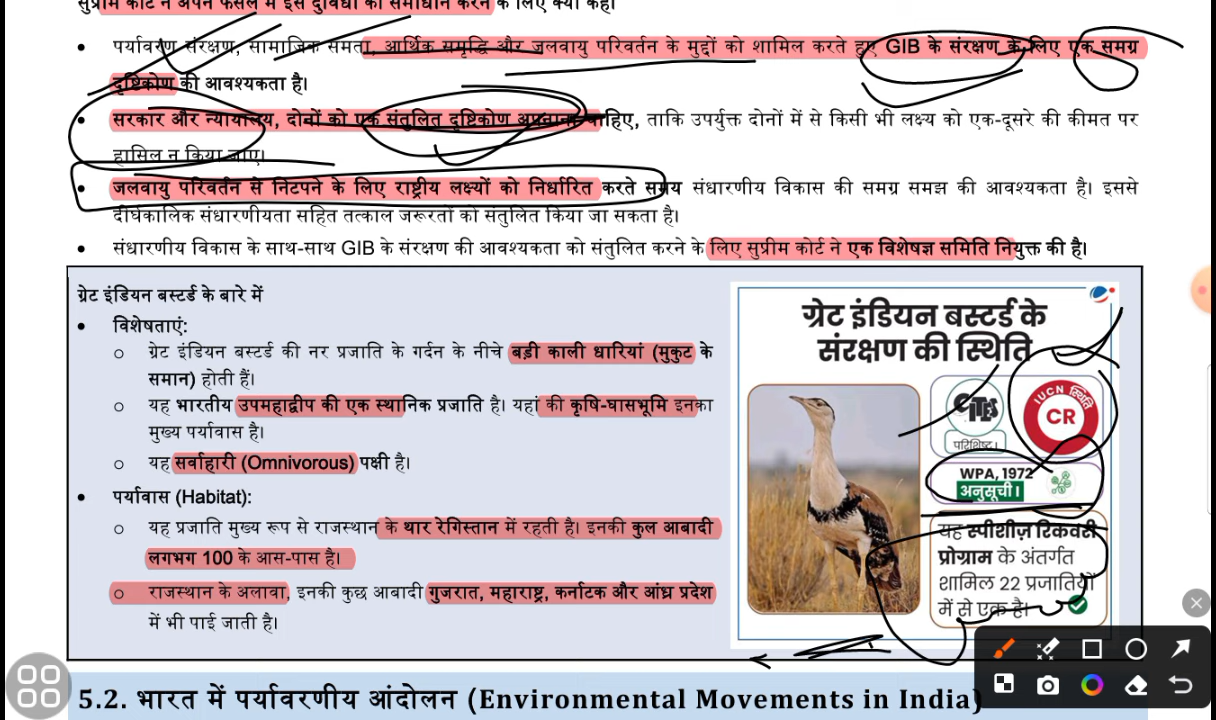 सुप्रीम कोर्ट ने अपने फैसले में इस दुविधा का समाधान करने के लिए क्या कहा।
• पर्यावरण संरक्षण, सामाजिक समता, आर्थिक समृद्धि और जलवायु परिवर्तन के मुद्दों को शामिल करते हुए GIB के संरक्षण के लिए एक समग्र
दृष्टिकोण की आवश्यकता है।
• सरकार और न्यायालय, दोनों को एक संतुलित दृष्टिकोण अपनाना चाहिए, ताकि उपर्युक्त दोनों में से किसी भी लक्ष्य को एक-दूसरे की कीमत पर
हासिल न किया जाए।
• जलवायु परिवर्तन से निटपने के लिए राष्ट्रीय लक्ष्यों को निर्धारित करते समय संधारणीय विकास की समग्र समझ की आवश्यकता है। इससे
दीर्घकालिक संधारणीयता सहित तत्काल जरूरतों को संतुलित किया जा सकता है।
• संधारणीय विकास के साथ-साथ GIB के संरक्षण की आवश्यकता को संतुलित करने के लिए सुप्रीम कोर्ट ने एक विशेषज्ञ समिति नियुक्त की है।
ग्रेट इंडियन बस्टर्ड के बारे में
• विशेषताएं:
o ग्रेट इंडियन बस्टर्ड की नर प्रजाति के गर्दन के नीचे बड़ी काली धारियां (मुकुट के
समान) होती हैं।
o यह भारतीय उपमहाद्वीप की एक स्थानिक प्रजाति है। यहां की कृषि-घासभूमि इनका
मुख्य पर्यावास है।
o यह सर्वाहारी (Omnivorous) पक्षी है।
• पर्यावास (Habitat):
o यह प्रजाति मुख्य रूप से राजस्थान के थार रेगिस्तान में रहती है। इनकी कुल आबादी
लगभग 100 के आस-पास है।
o राजस्थान के अलावा, इनकी कुछ आबादी गुजरात, महाराष्ट्र, कर्नाटक और आंध्र प्रदेश
में भी पाई जाती है।
ग्रेट इंडियन बस्टर्ड के
संरक्षण की स्थिति
CITES
परिशिष्ट I
IUCN स्थिति
CR
WPA, 1972
अनुसूची I
यह स्पीशीज़ रिकवरी
प्रोग्राम के अंतर्गत
शामिल 22 प्रजातियों
में से एक है।
5.2. भारत में पर्यावरणीय आंदोलन (Environmental Movements in India)